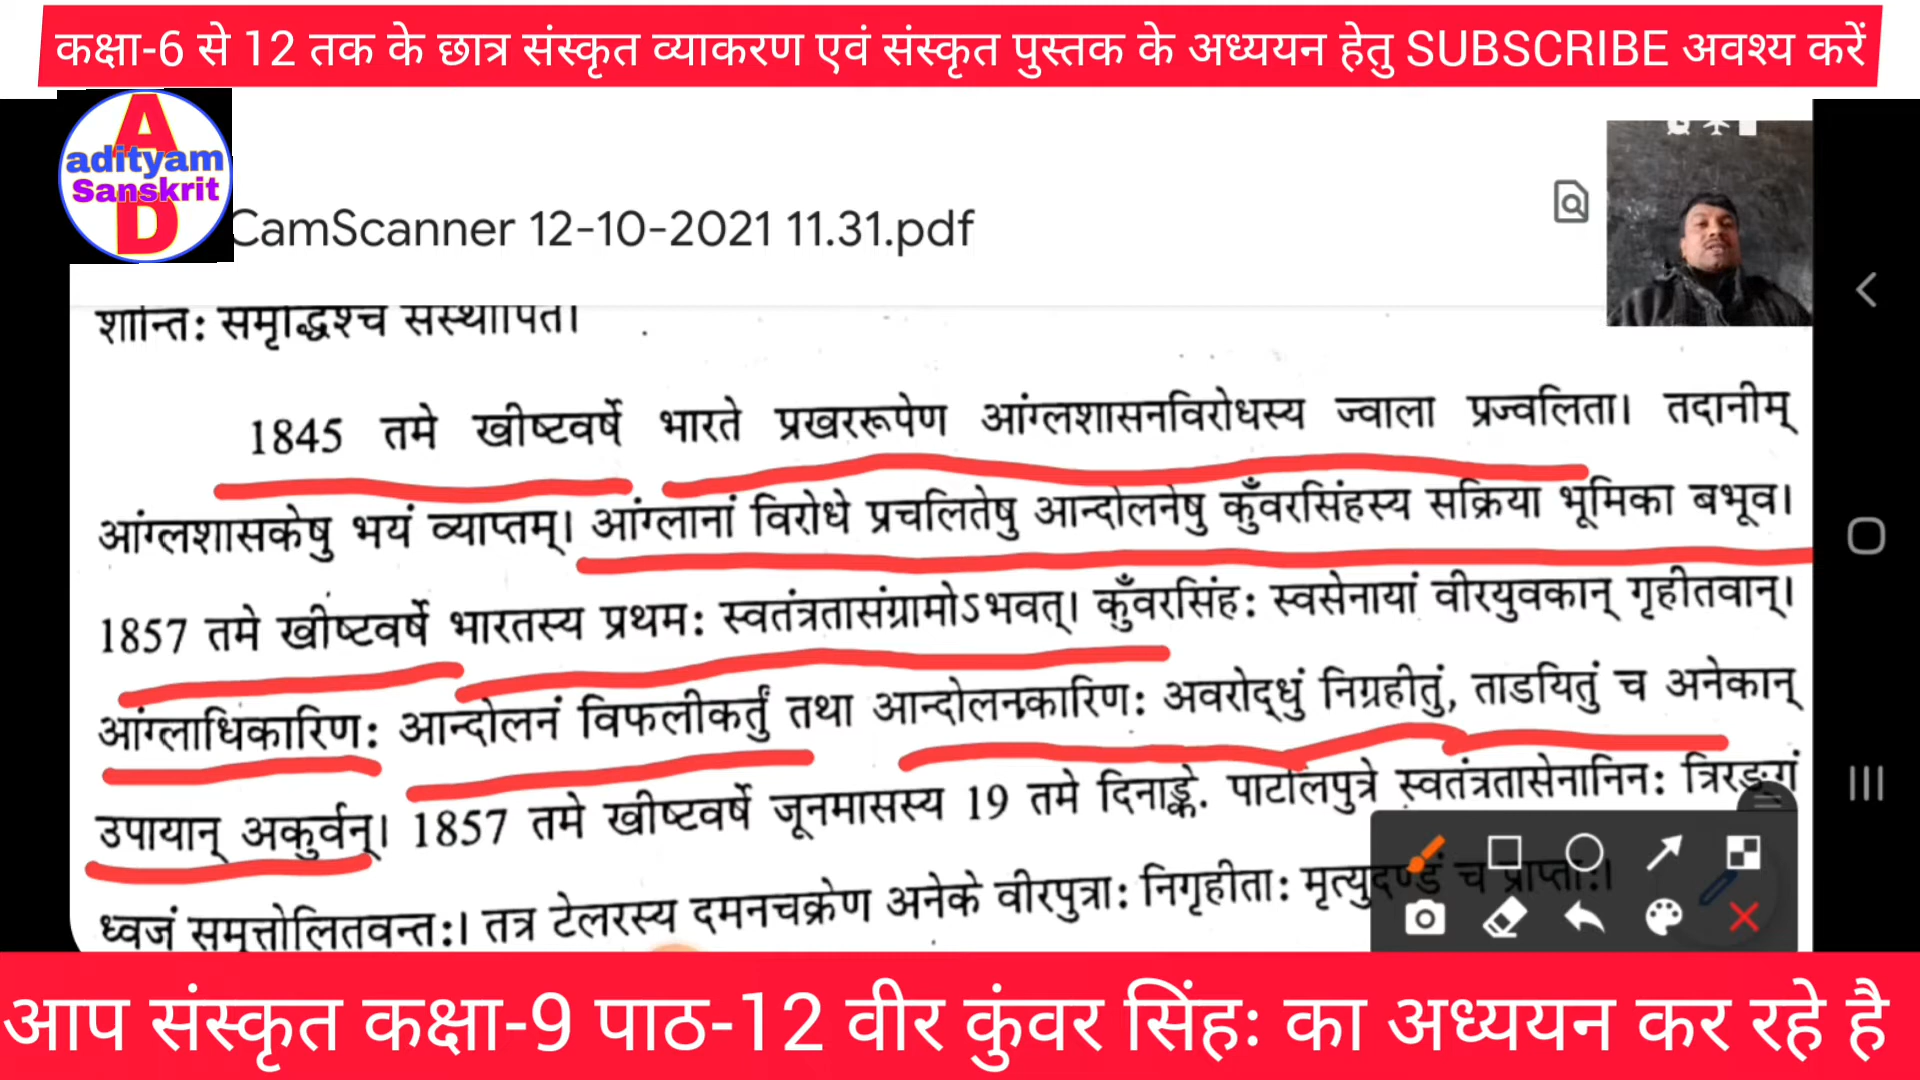 कक्षा-6 से 12 तक के छात्र संस्कृत व्याकरण एवं संस्कृत पुस्तक के अध्ययन हेतु SUBSCRIBE अवश्य करें
A
adityam
Sanskrit
D
CamScanner 12-10-2021 11.31.pdf
शान्तिः समृद्धिश्च संस्थापिता।
1845 तमे खीष्टवर्षे भारते प्रखररूपेण आंग्लशासनविरोधस्य ज्वाला प्रज्वलिता। तदानीम्
आंग्लशासकेषु भयं व्याप्तम्। आंग्लानां विरोधे प्रचलितेषु आन्दोलनेषु कुँवरसिंहस्य सक्रिया भूमिका बभूव।
1857 तमे खीष्टवर्षे भारतस्य प्रथमः स्वतंत्रतासंग्रामोऽभवत्। कुँवरसिंहः स्वसेनायां वीरयुवकान् गृहीतवान्।
आंग्लाधिकारिणः आन्दोलनं विफलीकर्तुं तथा आन्दोलनकारिणः अवरोद्धुं निग्रहीतुं, ताडयितुं च अनेकान्
उपायान् अकुर्वन्। 1857 तमे खीष्टवर्षे जूनमासस्य 19 तमे दिनाङ्के. पाटलिपुत्रे स्वतंत्रतासेनानिनः त्रिरङ्गं
ध्वजं समुत्तोलितवन्तः। तत्र टेलरस्य दमनचक्रेण अनेके वीरपुत्राः निगृहीताः मृत्युदण्डं च प्राप्ताः।
आप संस्कृत कक्षा-9 पाठ-12 वीर कुंवर सिंहः का अध्ययन कर रहे है